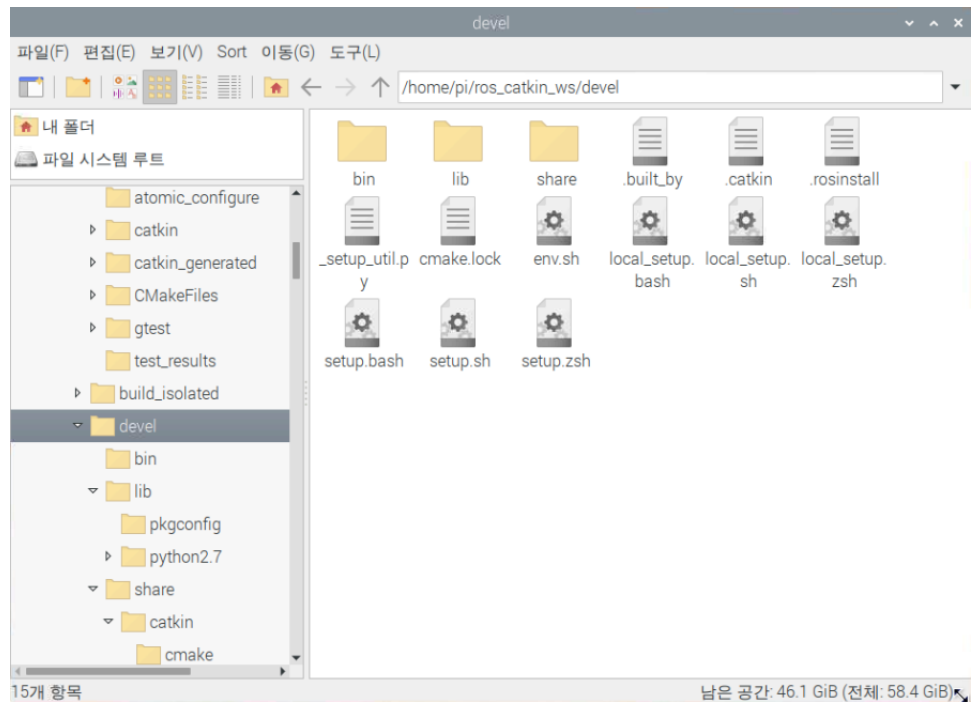 devel
파일(F) 편집(E) 보기(V) Sort 이동(G) 도구(L)
/home/pi/ros_catkin_ws/devel
내 폴더
파일 시스템 루트
atomic_configure
catkin
catkin_generated
CMakeFiles
gtest
test_results
build_isolated
devel
bin
lib
pkgconfig
python2.7
share
catkin
cmake
bin lib share .built_by .catkin .rosinstall
_setup_util.p cmake.lock env.sh local_setup. local_setup. local_setup.
y bash sh zsh
setup.bash setup.sh setup.zsh
15개 항목
남은 공간: 46.1 GiB (전체: 58.4 GiB)